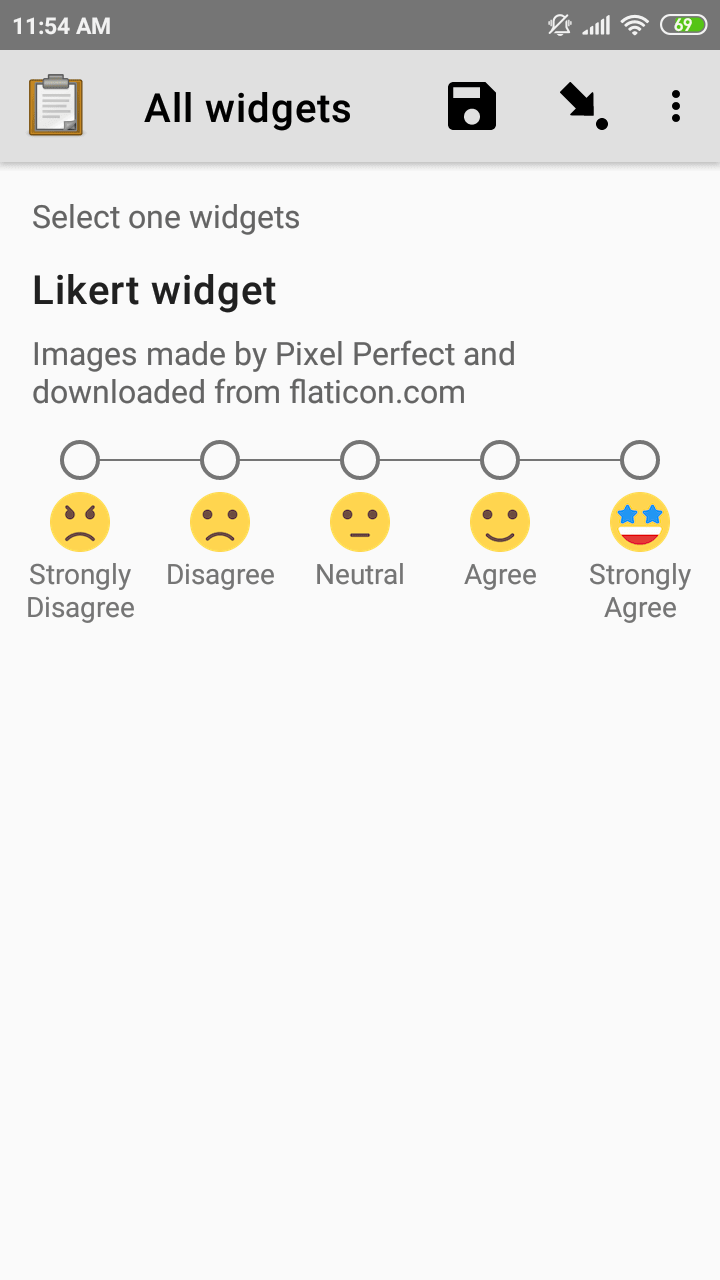 11:54 AM
69
All widgets
Select one widgets
Likert widget
Images made by Pixel Perfect and
downloaded from flaticon.com
Strongly Disagree
Disagree
Neutral
Agree
Strongly Agree